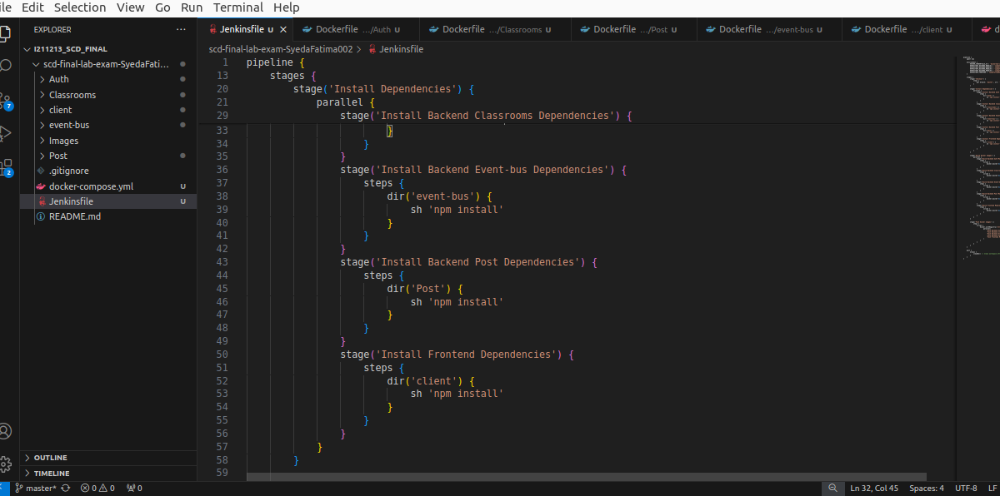 File Edit Selection View Go Run Terminal Help
EXPLORER
I211213_SCD_FINAL
scd-final-lab-exam-SyedaFati...
Auth
Classrooms
client
event-bus
Images
Post
.gitignore
docker-compose.yml U
Jenkinsfile U
README.md
OUTLINE
TIMELINE
7
2
Jenkinsfile U
Dockerfile .../Auth U
Dockerfile .../Classrooms U
Dockerfile .../Post U
Dockerfile .../event-bus U
Dockerfile .../client U
d
scd-final-lab-exam-SyedaFatima002 > Jenkinsfile
1 pipeline {
13 stages {
20 stage('Install Dependencies') {
21 parallel {
29 stage('Install Backend Classrooms Dependencies') {
33 }
34 }
35 }
36 stage('Install Backend Event-bus Dependencies') {
37 steps {
38 dir('event-bus') {
39 sh 'npm install'
40 }
41 }
42 }
43 stage('Install Backend Post Dependencies') {
44 steps {
45 dir('Post') {
46 sh 'npm install'
47 }
48 }
49 }
50 stage('Install Frontend Dependencies') {
51 steps {
52 dir('client') {
53 sh 'npm install'
54 }
55 }
56 }
57 }
58 }
59
master* 0 0 0 Ln 32, Col 45 Spaces: 4 UTF-8 LF